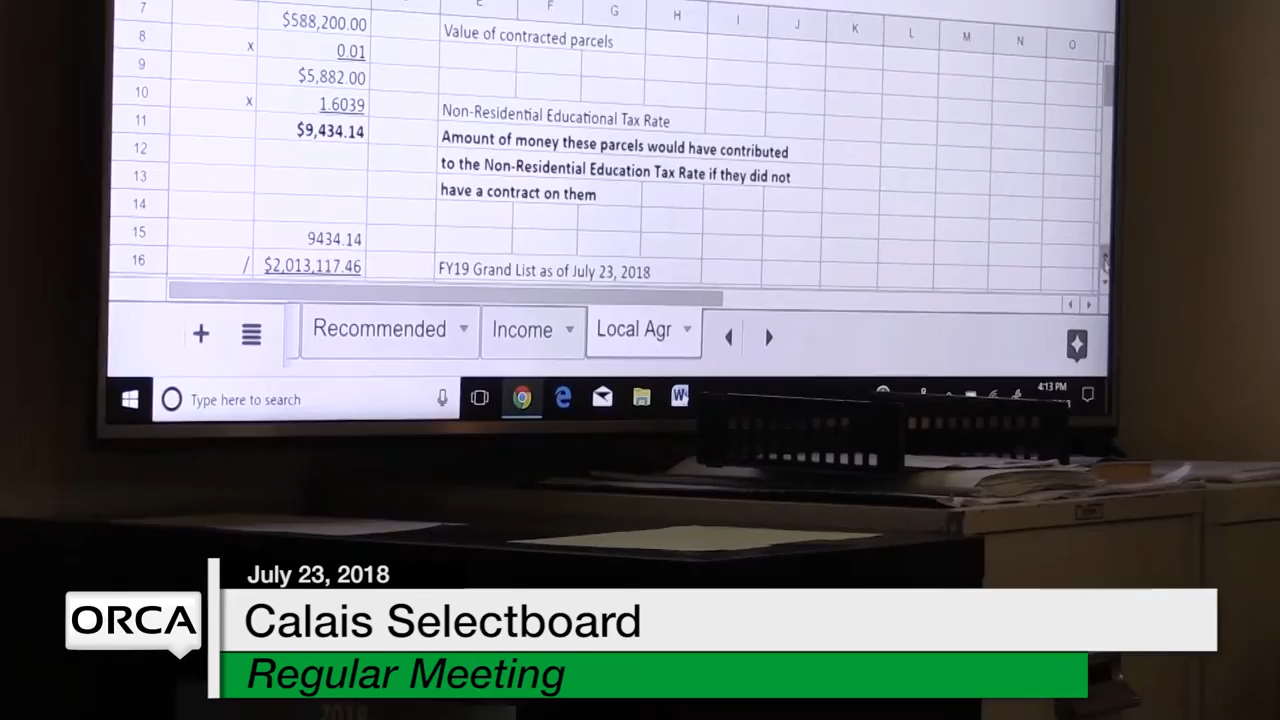 E F G H I J K L M N O
7 $588,200.00 Value of contracted parcels
8 x 0.01
9 $5,882.00
10 x 1.6039 Non-Residential Educational Tax Rate
11 $9,434.14 Amount of money these parcels would have contributed
12 to the Non-Residential Education Tax Rate if they did not
13 have a contract on them
14
15 9434.14
16 / $2,013,117.46 FY19 Grand List as of July 23, 2018
+ Recommended Income Local Agr
Type here to search
4:13 PM
July 23, 2018
ORCA Calais Selectboard
Regular Meeting